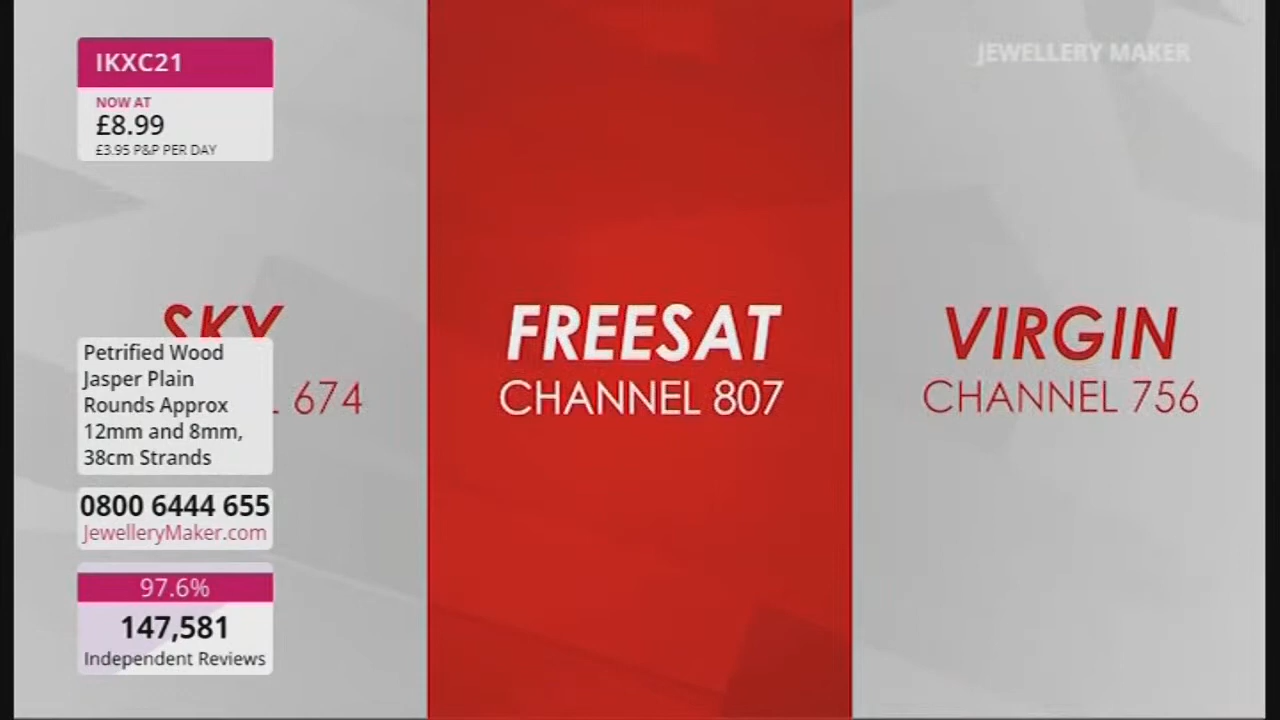 IKXC21
NOW AT
£8.99
£3.95 P&P PER DAY
JEWELLERY MAKER
SKY
674
FREESAT
CHANNEL 807
VIRGIN
CHANNEL 756
Petrified Wood
Jasper Plain
Rounds Approx
12mm and 8mm,
38cm Strands
0800 6444 655
JewelleryMaker.com
97.6%
147,581
Independent Reviews